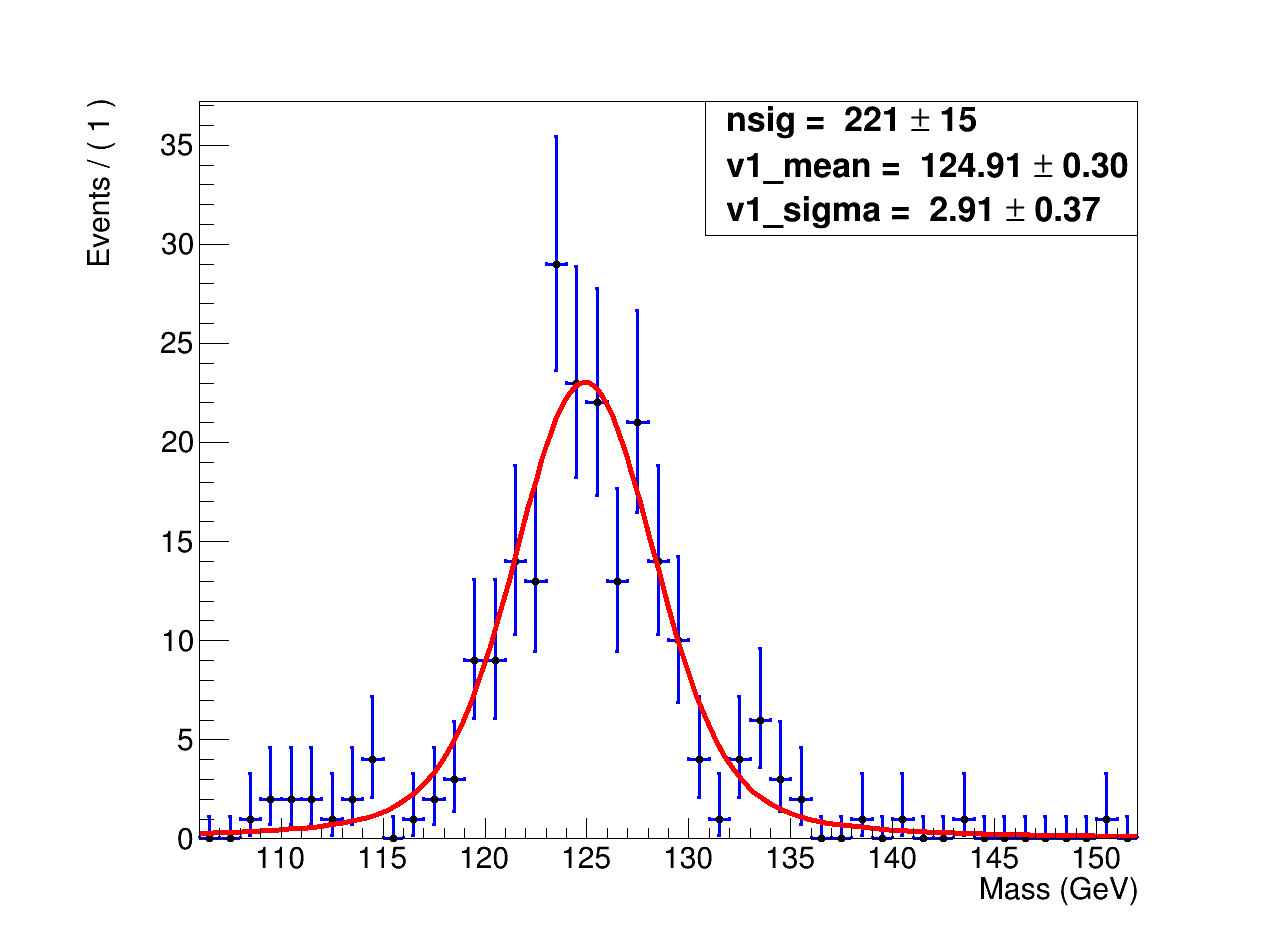 Events / ( 1 )
35
30
25
20
15
10
5
0
nsig = 221 ± 15
v1_mean = 124.91 ± 0.30
v1_sigma = 2.91 ± 0.37
110 115 120 125 130 135 140 145 150
Mass (GeV)